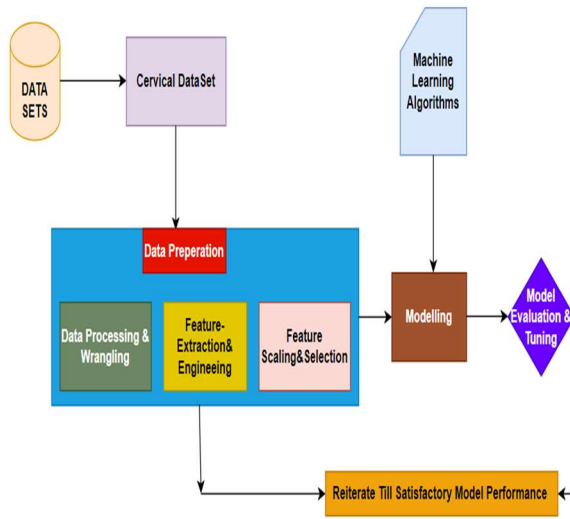 DATA
SETS
Cervical DataSet
Machine
Learning
Algorithms
Data Preperation
Data Processing &
Wrangling
Feature-
Extraction&
Engineeing
Feature
Scaling&Selection
Modelling
Model
Evaluation &
Tuning
Reiterate Till Satisfactory Model Performance